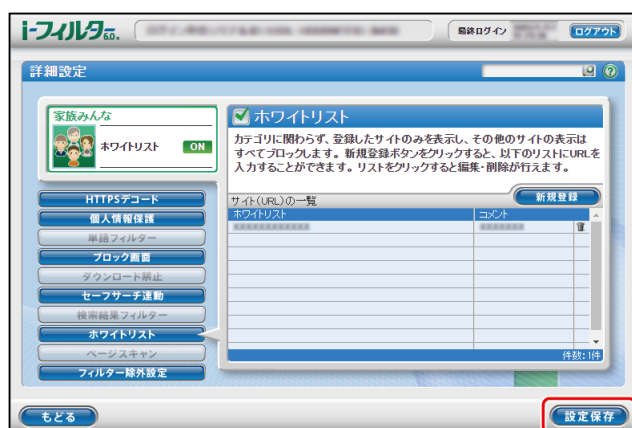 i-フィルター6.0.
最終ログイン
ログアウト
詳細設定
家族みんな
ホワイトリスト ON
HTTPSデコード
個人情報保護
単語フィルター
ブロック画面
ダウンロード禁止
セーフサーチ連動
検索結果フィルター
ホワイトリスト
ページスキャン
フィルター除外設定
ホワイトリスト
カテゴリに関わらず、登録したサイトのみを表示し、その他のサイトの表示は
すべてブロックします。新規登録ボタンをクリックすると、以下のリストにURLを
入力することができます。リストをクリックすると編集・削除が行えます。
サイト(URL)の一覧
新規登録
ホワイトリスト コメント
件数:1件
もどる
設定保存